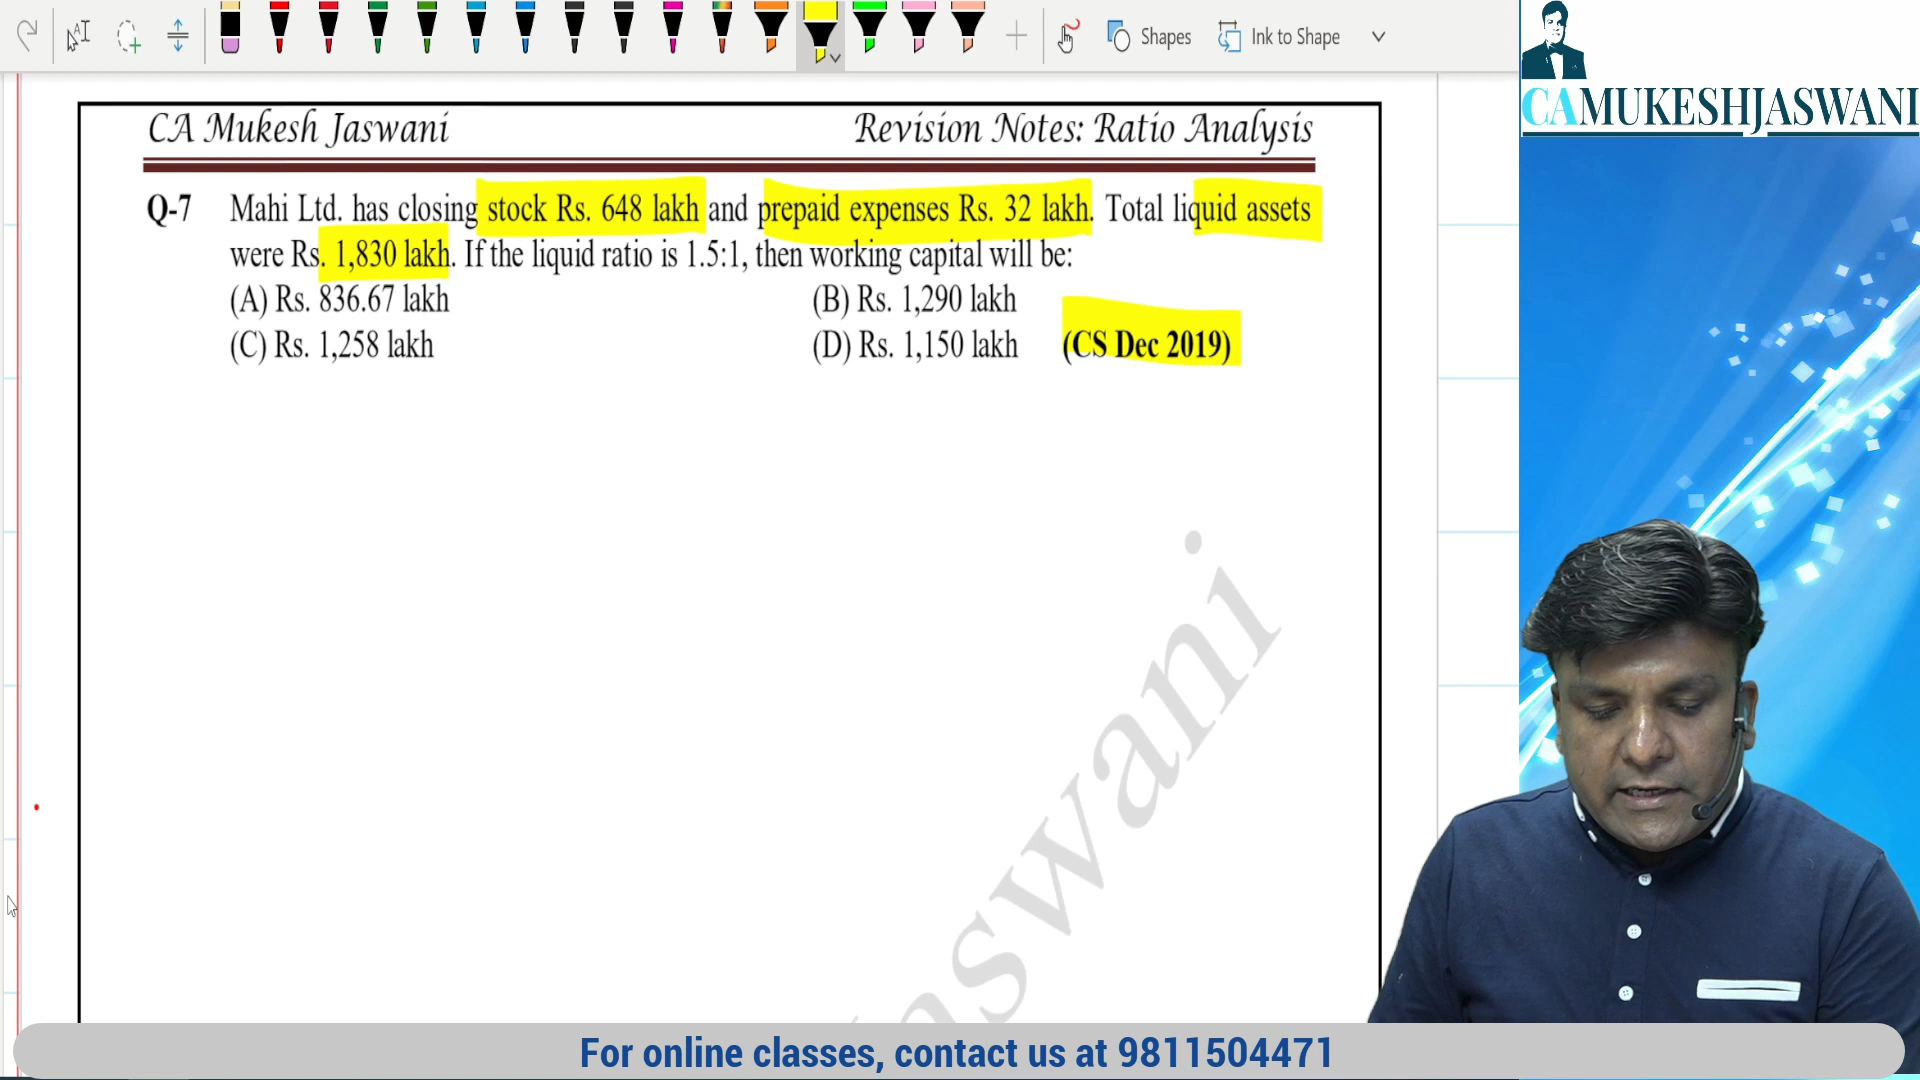 Shapes
Ink to Shape
CAMUKESHJASWANI
CA Mukesh Jaswani Revision Notes: Ratio Analysis
Q-7 Mahi Ltd. has closing stock Rs. 648 lakh and prepaid expenses Rs. 32 lakh. Total liquid assets
were Rs. 1,830 lakh. If the liquid ratio is 1.5:1, then working capital will be:
(A) Rs. 836.67 lakh (B) Rs. 1,290 lakh
(C) Rs. 1,258 lakh (D) Rs. 1,150 lakh (CS Dec 2019)
aswani
For online classes, contact us at 9811504471